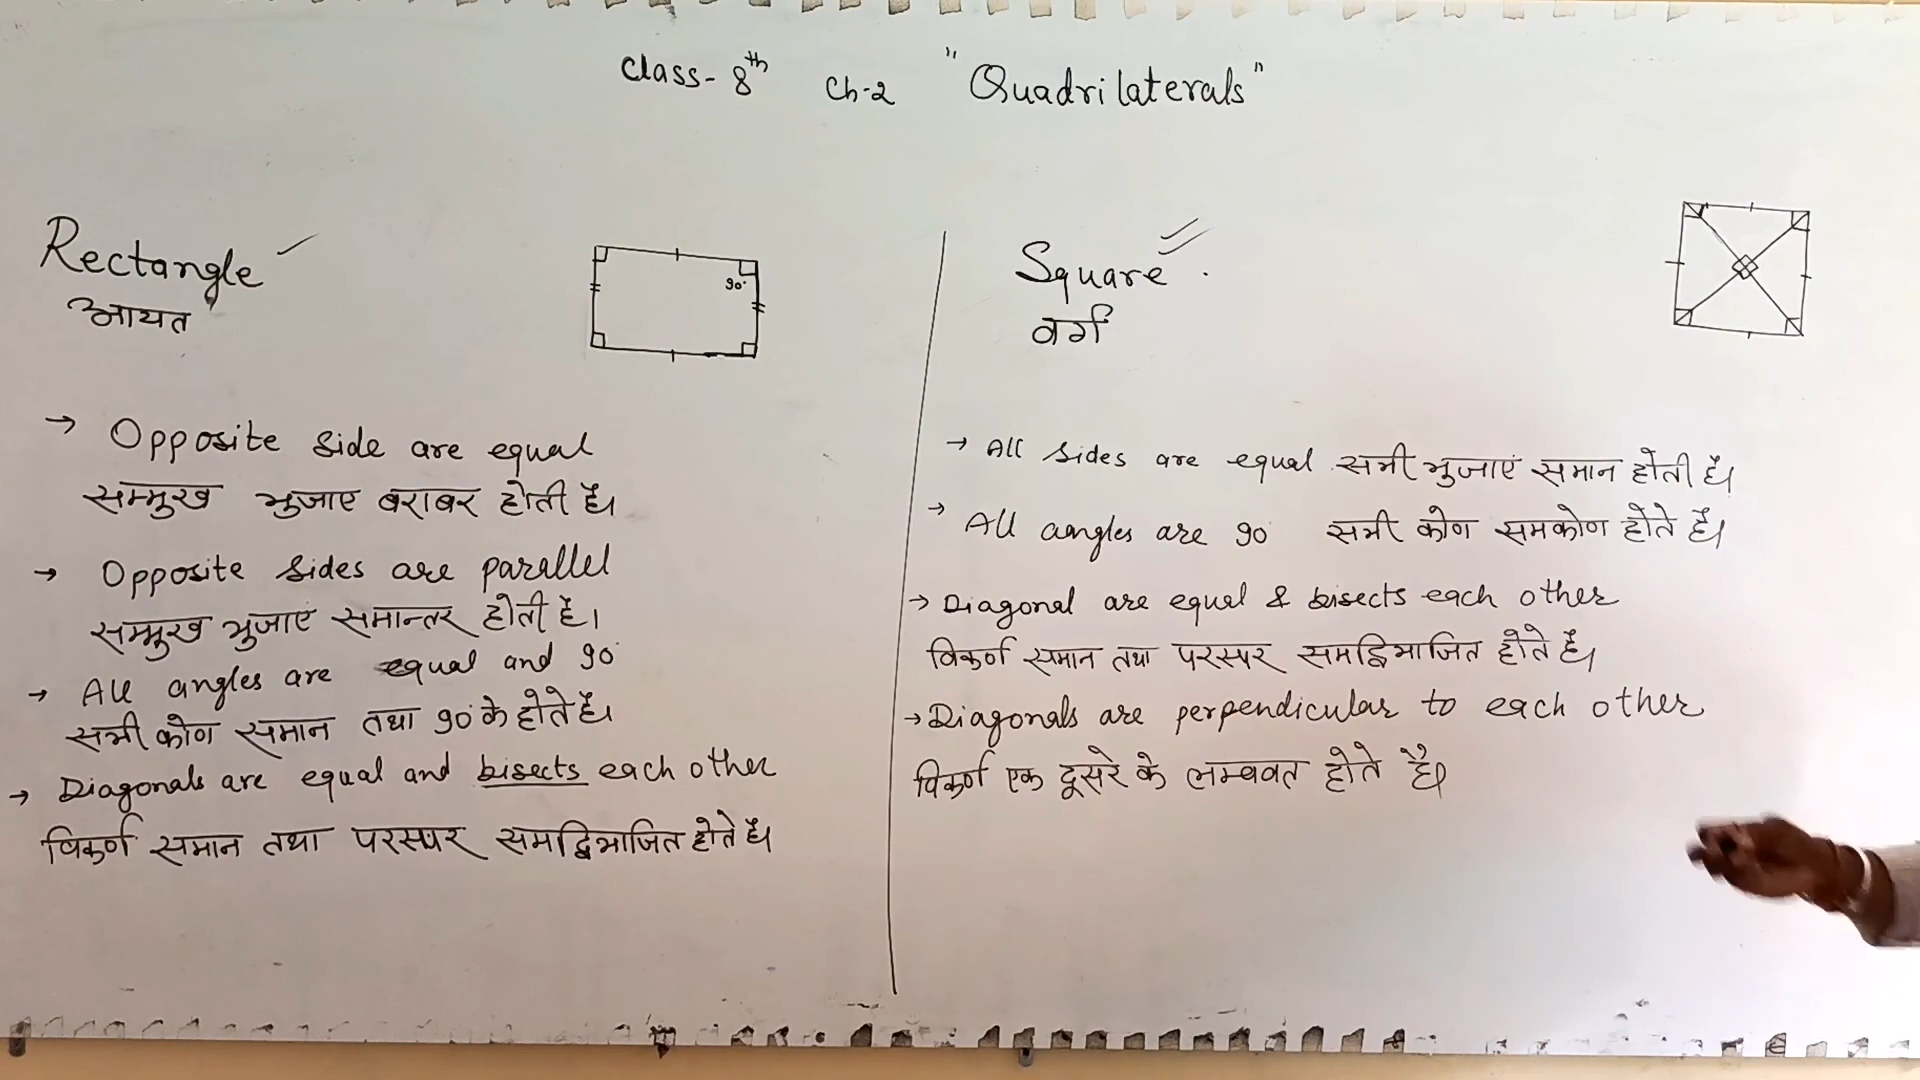 Class-8th Ch-2 "Quadrilaterals"
Rectangle
आयत
90°
→ Opposite side are equal
सम्मुख भुजाए बराबर होती हैं।
→ Opposite sides are parallel
सम्मुख भुजाएं समान्तर होती हैं।
→ All angles are equal and 90°
सभी कोण समान तथा 90° के होते हैं।
→ Diagonals are equal and bisects each other
विकर्ण समान तथा परस्पर समद्विभाजित होते हैं।
Square
वर्ग
→ All sides are equal सभी भुजाएं समान होती हैं।
→ All angles are 90° सभी कोण समकोण होते हैं।
→ Diagonal are equal & bisects each other
विकर्ण समान तथा परस्पर समद्विभाजित होते हैं।
→ Diagonals are perpendicular to each other
विकर्ण एक दूसरे के लम्बवत होते है।